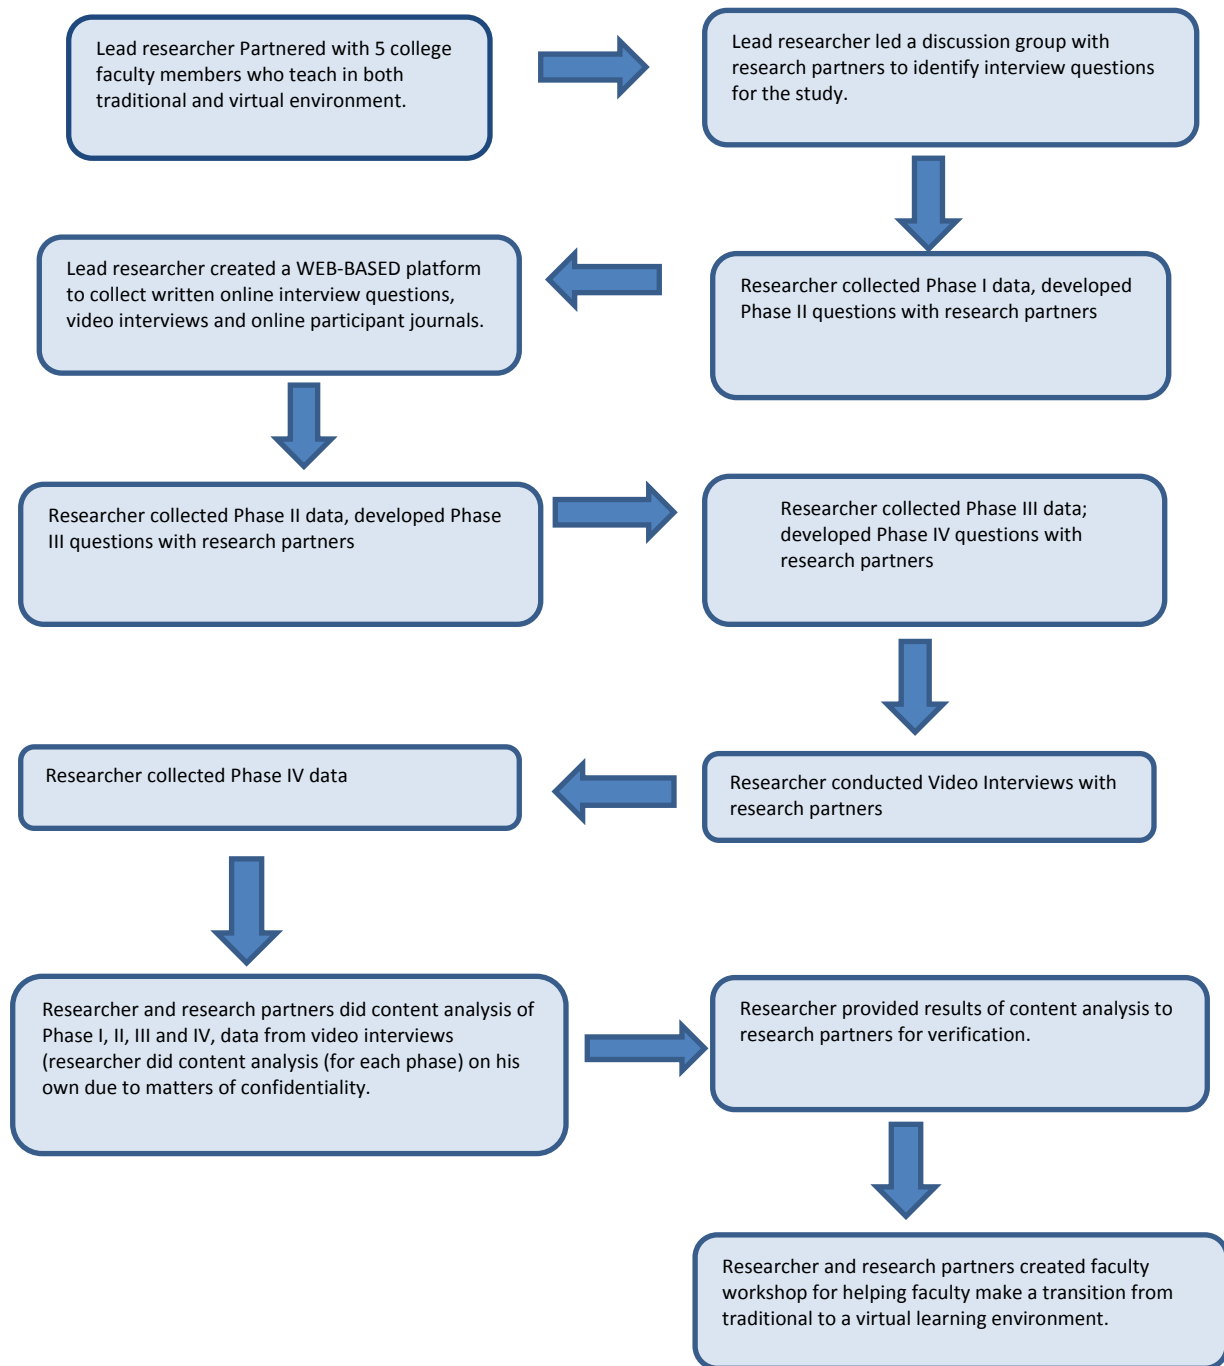 Lead researcher Partnered with 5 college
faculty members who teach in both
traditional and virtual environment.
Lead researcher led a discussion group with
research partners to identify interview questions
for the study.
Researcher collected Phase I data, developed
Phase II questions with research partners
Lead researcher created a WEB-BASED platform
to collect written online interview questions,
video interviews and online participant journals.
Researcher collected Phase II data, developed Phase
III questions with research partners
Researcher collected Phase III data;
developed Phase IV questions with
research partners
Researcher conducted Video Interviews with
research partners
Researcher collected Phase IV data
Researcher and research partners did content analysis of
Phase I, II, III and IV, data from video interviews
(researcher did content analysis (for each phase) on his
own due to matters of confidentiality.
Researcher provided results of content analysis to
research partners for verification.
Researcher and research partners created faculty
workshop for helping faculty make a transition from
traditional to a virtual learning environment.